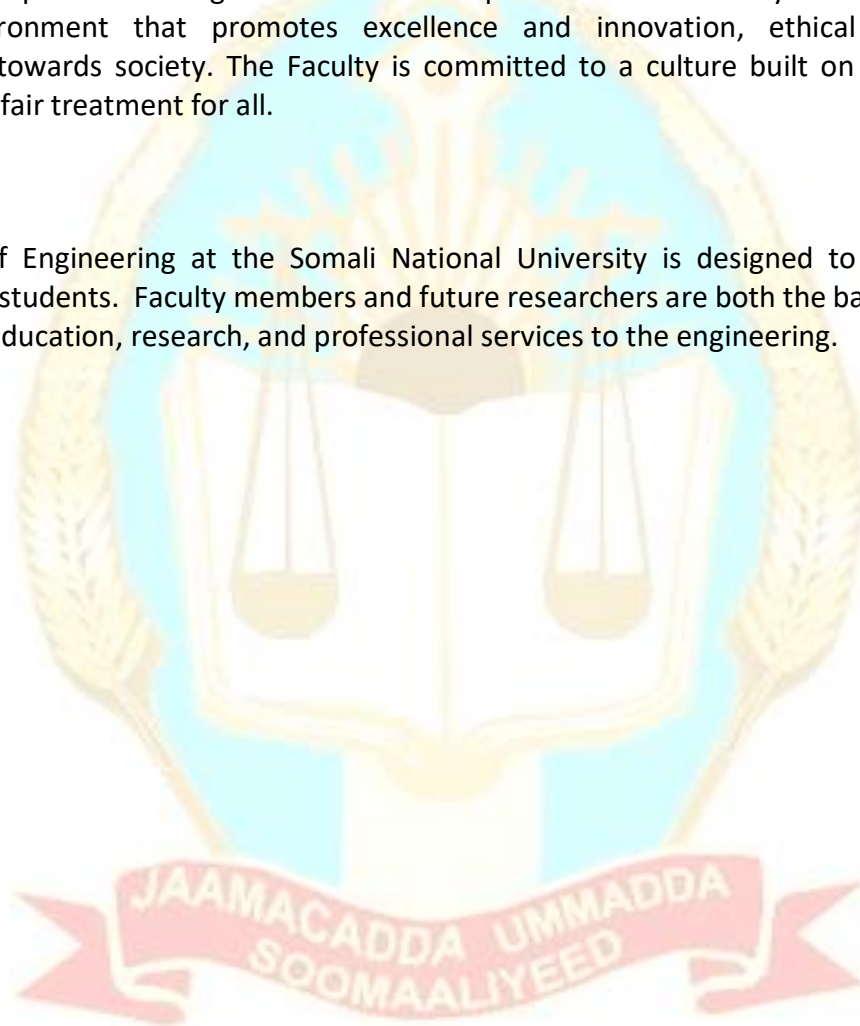 ronment that promotes excellence and innovation, ethical
towards society. The Faculty is committed to a culture built on
fair treatment for all.
f Engineering at the Somali National University is designed to
students. Faculty members and future researchers are both the ba
ducation, research, and professional services to the engineering.
JAAMACADDA UMMADDA
SOOMAALIYEED